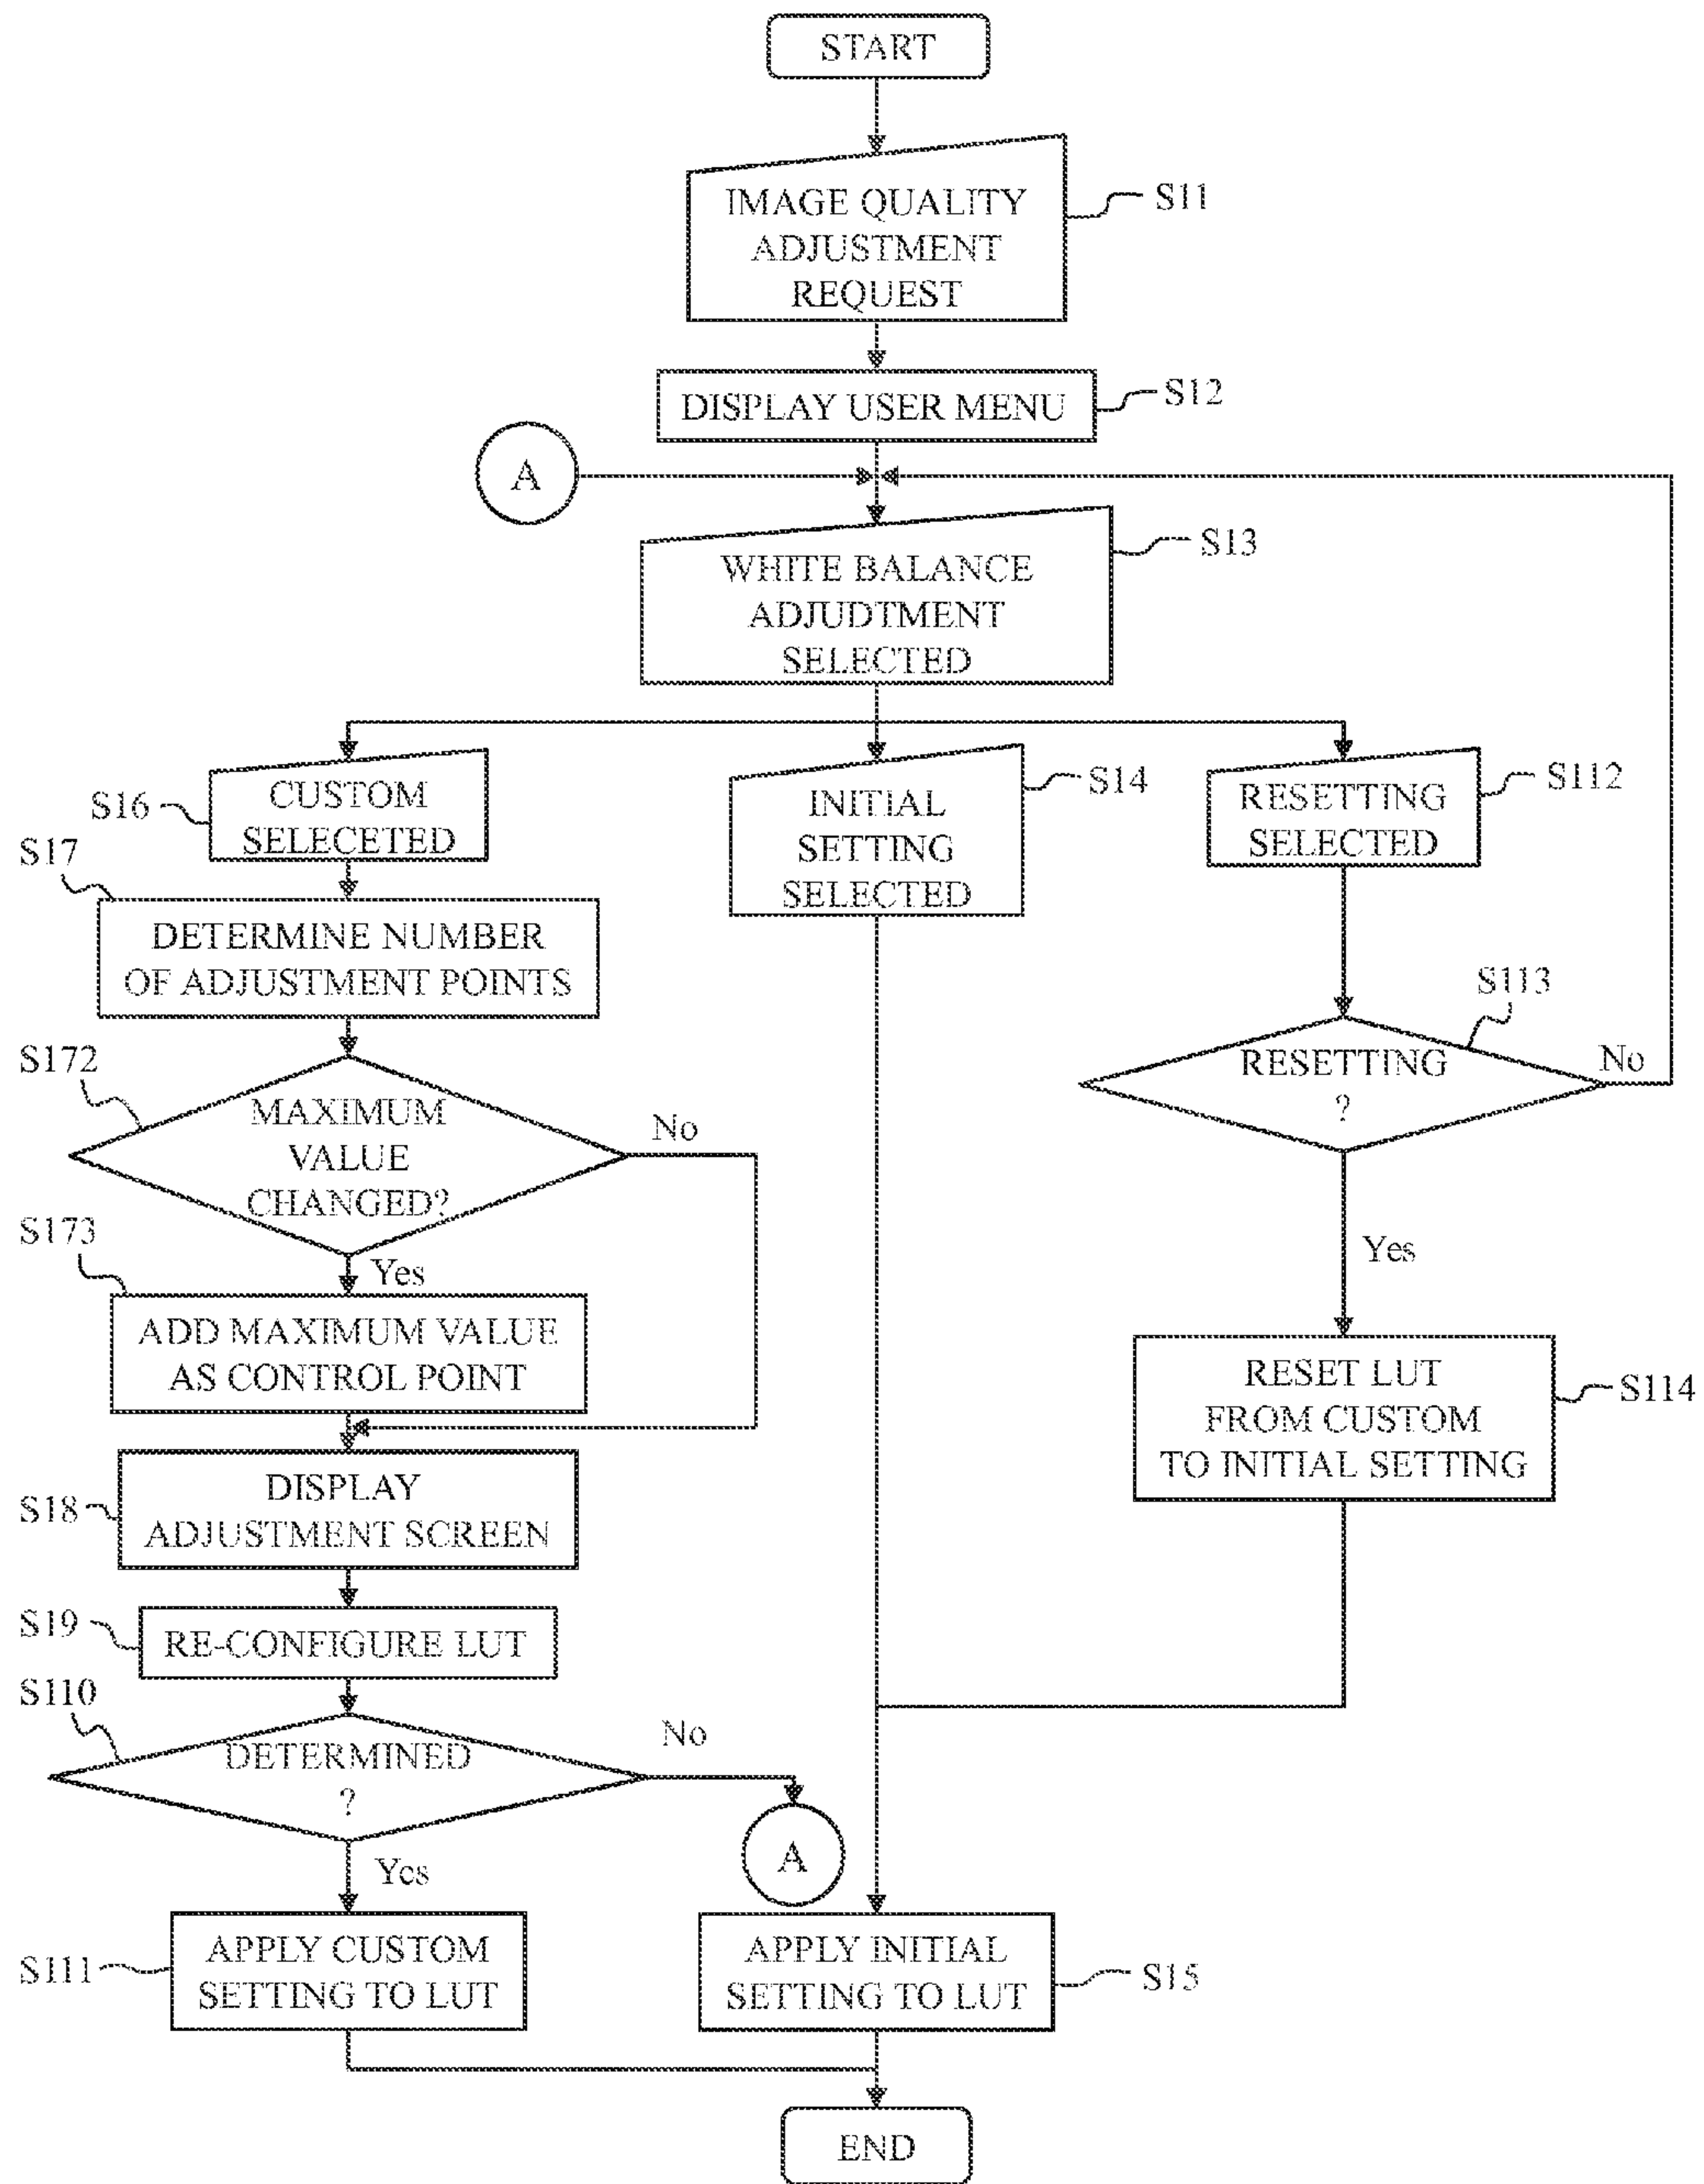 START
IMAGE QUALITY
ADJUSTMENT
REQUEST
S11
DISPLAY USER MENU
S12
A
WHITE BALANCE
ADJUDTMENT
SELECTED
S13
S16
CUSTOM
SELECETED
INITIAL
SETTING
SELECTED
S14
RESETTING
SELECTED
S112
S17
DETERMINE NUMBER
OF ADJUSTMENT POINTS
S172
MAXIMUM
VALUE
CHANGED?
No
Yes
RESETTING
?
S113
No
Yes
S173
ADD MAXIMUM VALUE
AS CONTROL POINT
RESET LUT
FROM CUSTOM
TO INITIAL SETTING
S114
S18
DISPLAY
ADJUSTMENT SCREEN
S19
RE-CONFIGURE LUT
S110
DETERMINED
?
No
A
Yes
S111
APPLY CUSTOM
SETTING TO LUT
APPLY INITIAL
SETTING TO LUT
S15
END